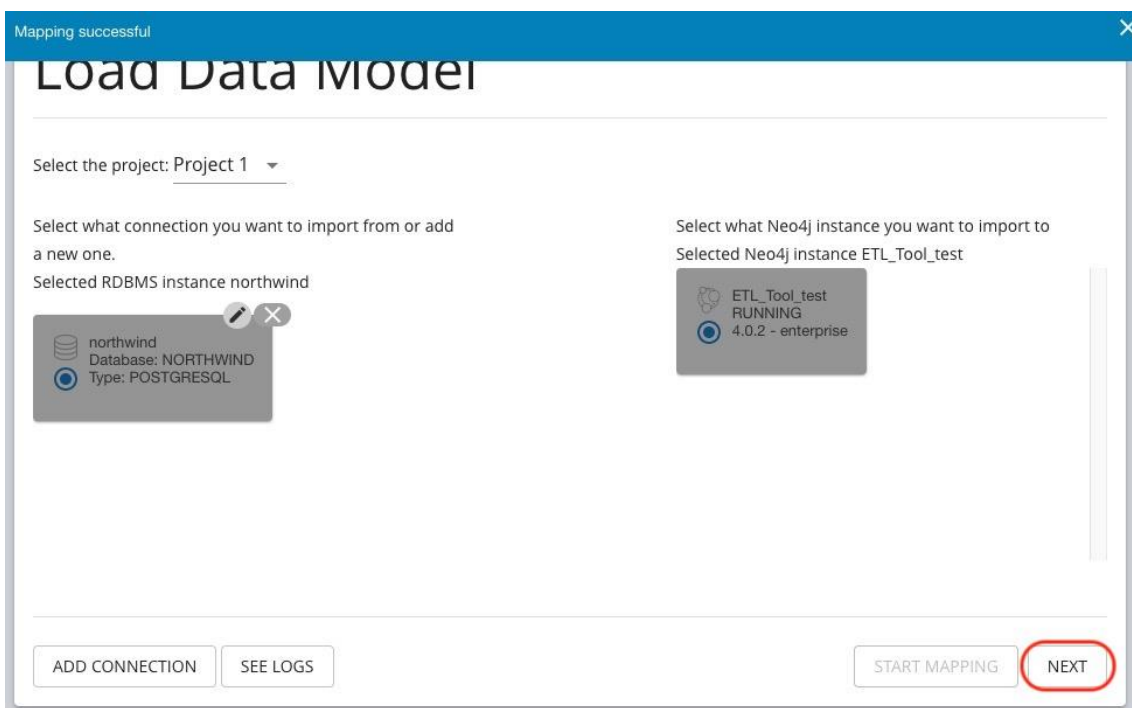 Mapping successful
Load Data Model
Select the project: Project 1
Select what connection you want to import from or add
a new one.
Selected RDBMS instance northwind
northwind
Database: NORTHWIND
Type: POSTGRESQL
Select what Neo4j instance you want to import to
Selected Neo4j instance ETL_Tool_test
ETL_Tool_test
RUNNING
4.0.2 - enterprise
ADD CONNECTION
SEE LOGS
START MAPPING
NEXT